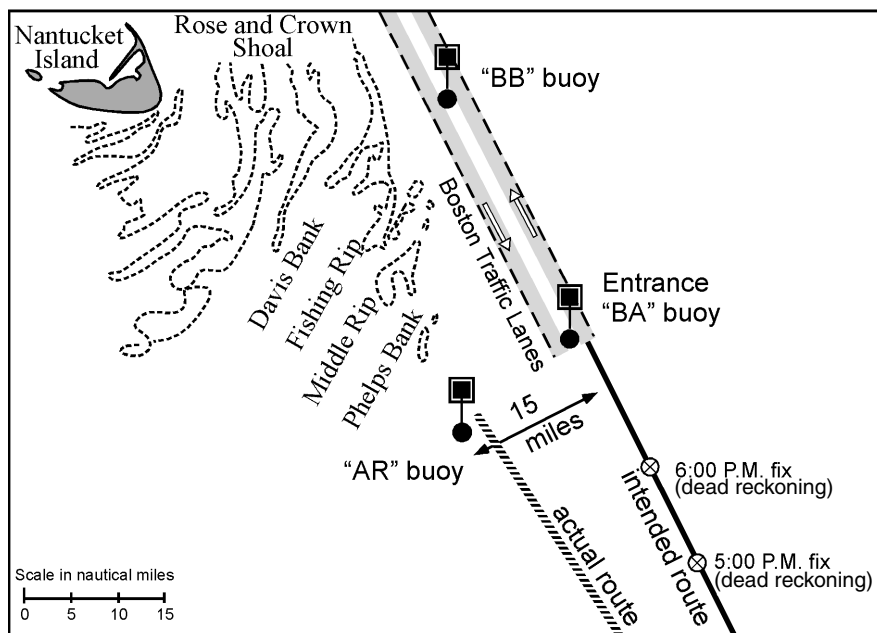 Nantucket
Island
Rose and Crown
Shoal
“BB” buoy
Boston Traffic Lanes
Entrance
“BA” buoy
Davis Bank
Fishing Rip
Middle Rip
Phelps Bank
15
miles
“AR” buoy
6:00 P.M. fix
(dead reckoning)
actual route
intended route
5:00 P.M. fix
(dead reckoning)
Scale in nautical miles
0 5 10 15